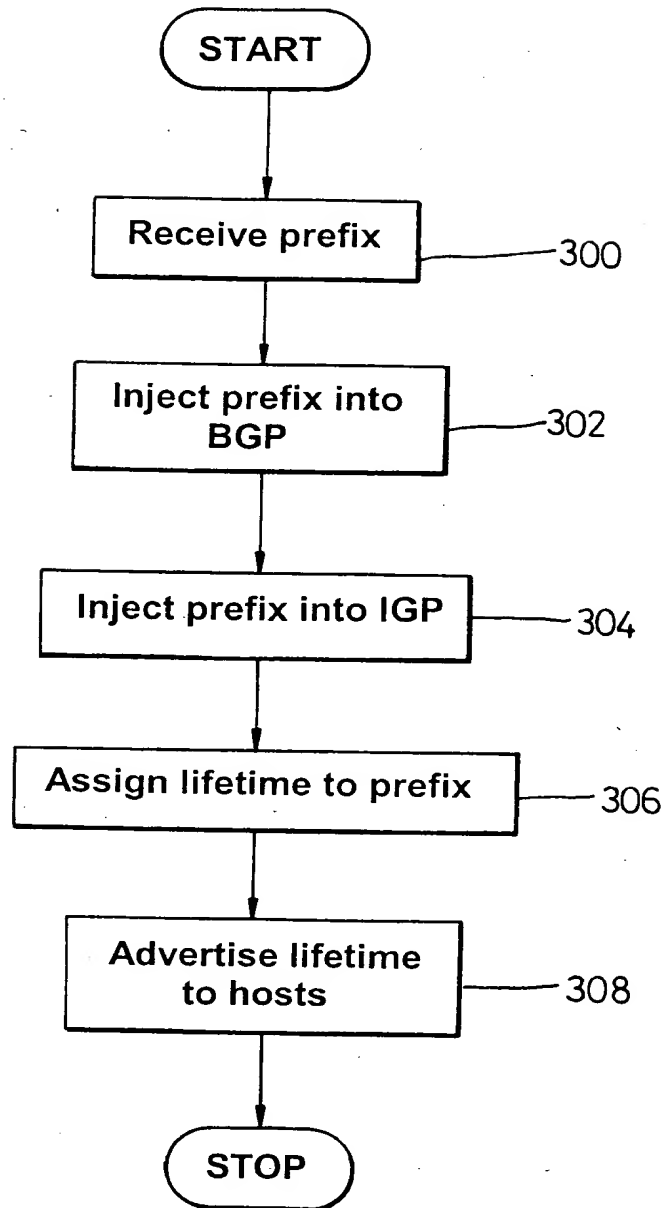 START
Receive prefix
300
Inject prefix into
BGP
302
Inject prefix into IGP
304
Assign lifetime to prefix
306
Advertise lifetime
to hosts
308
STOP